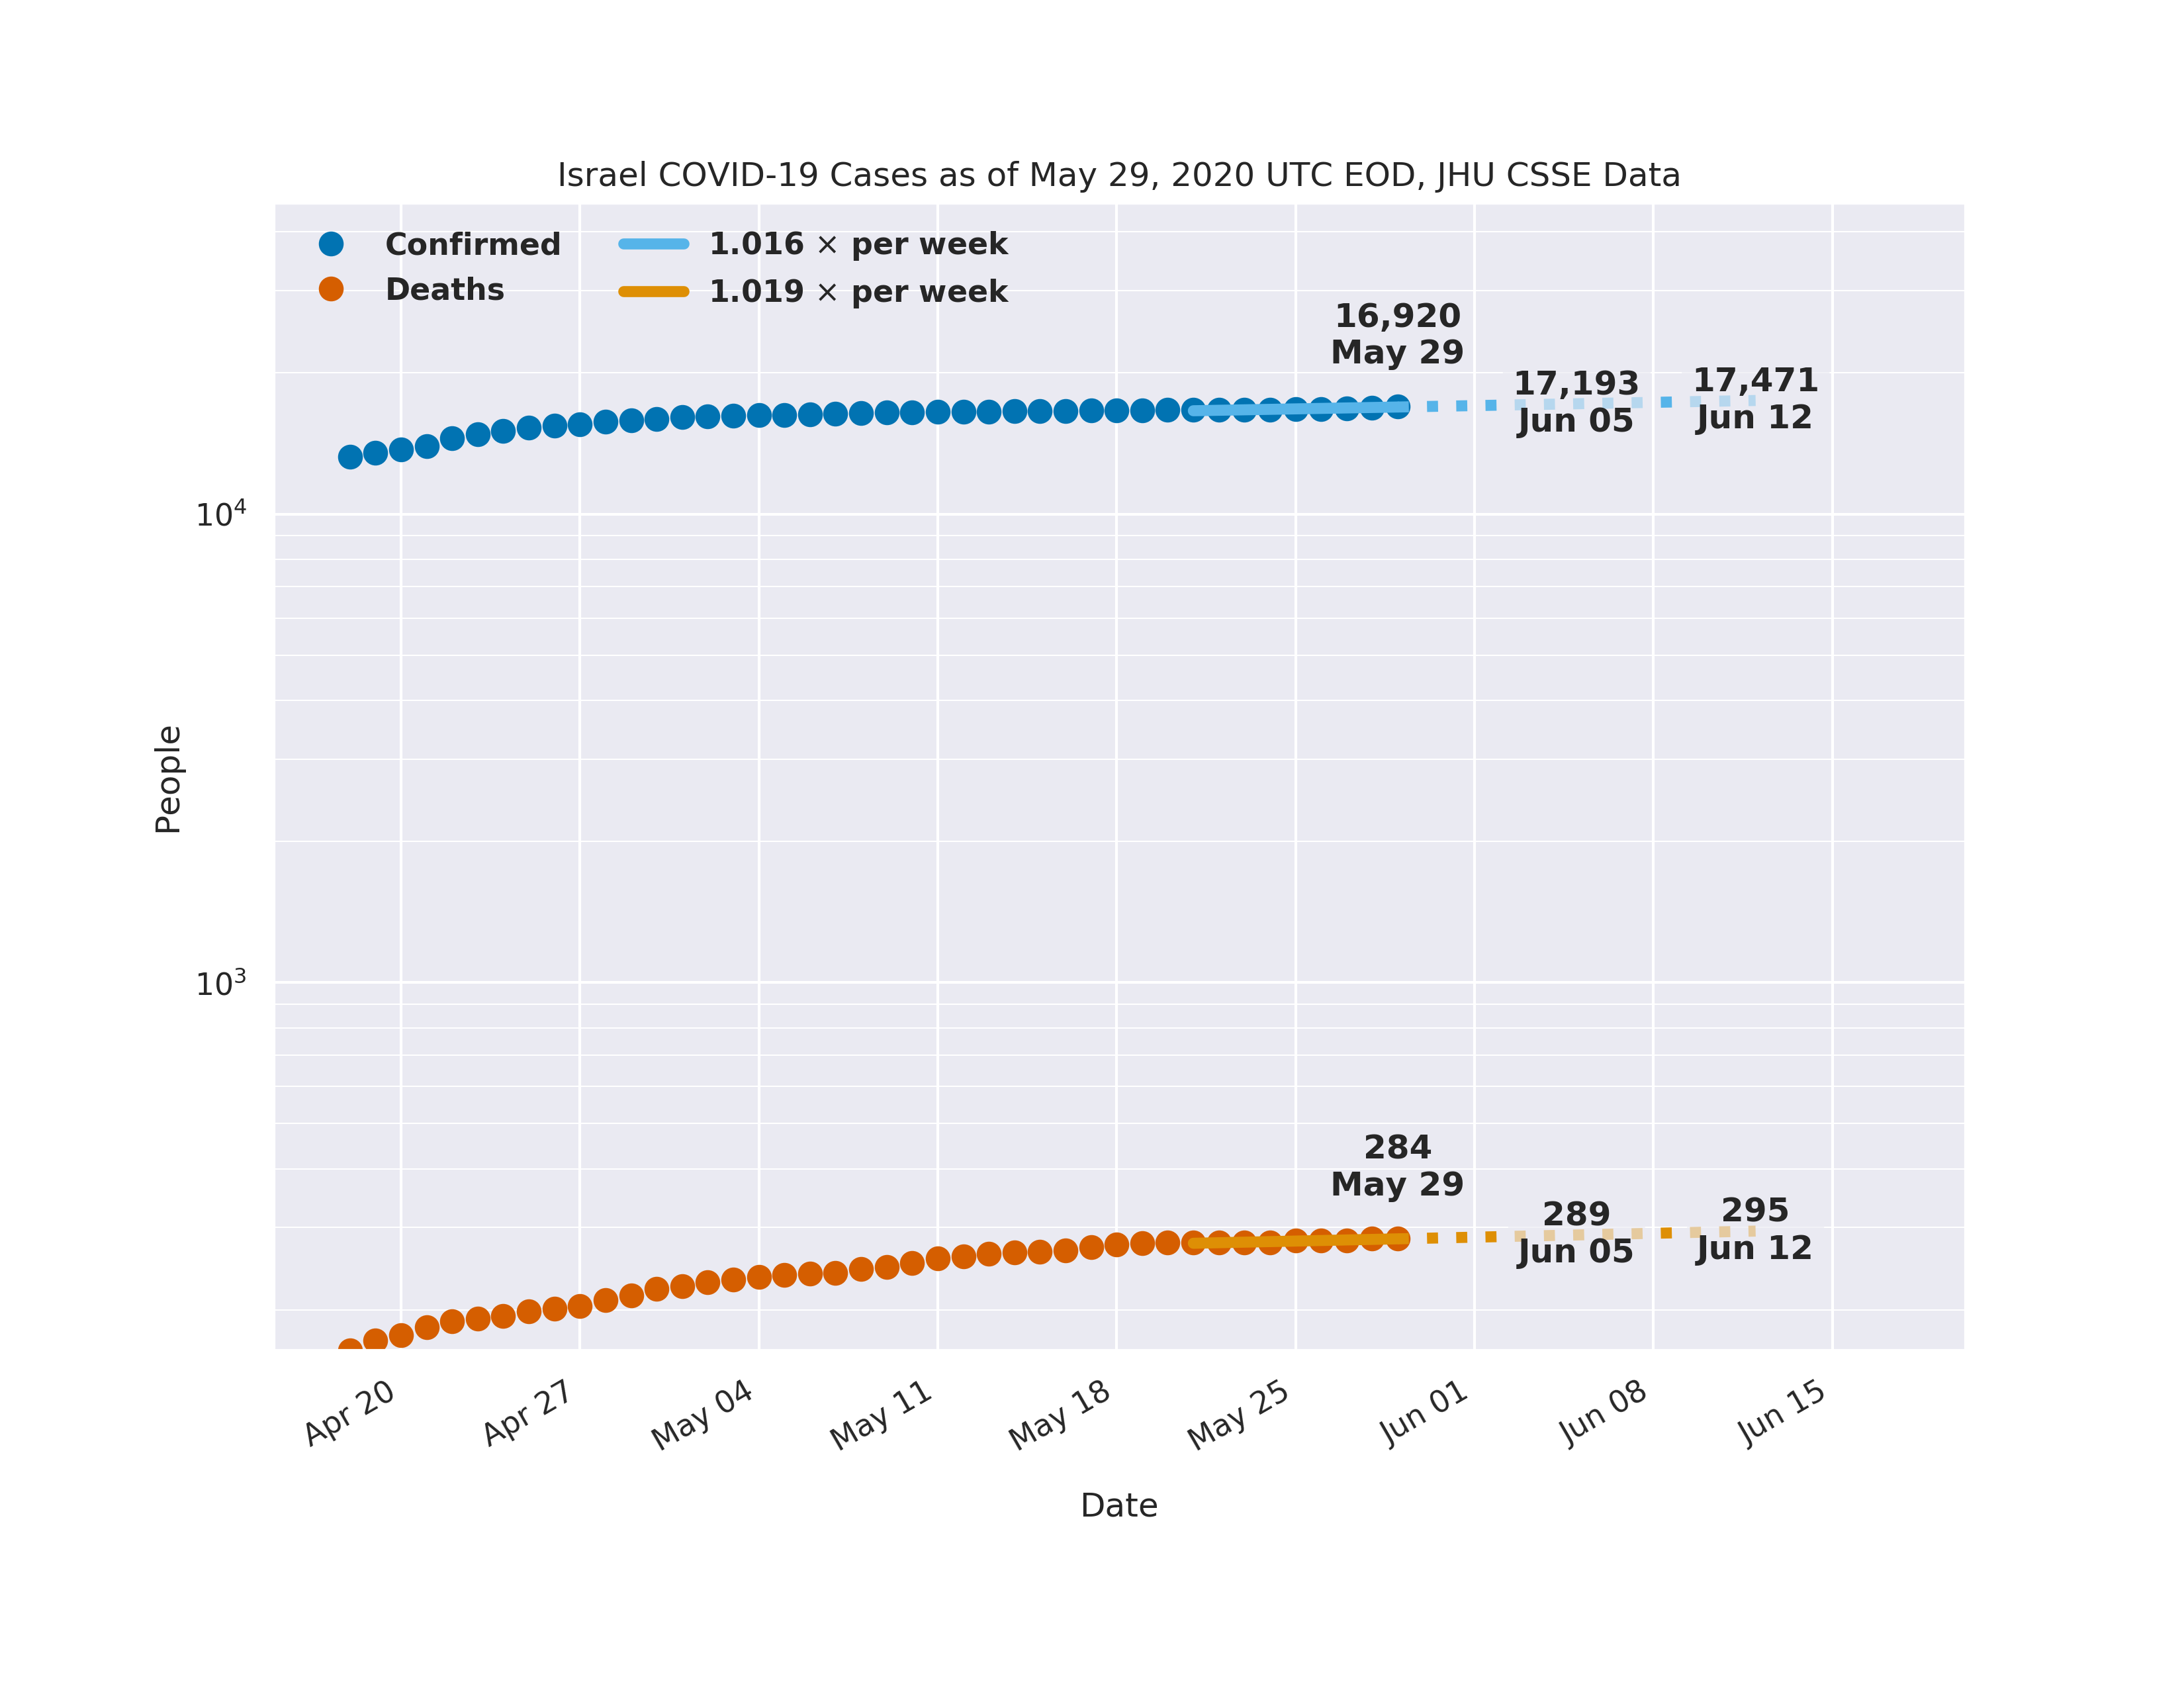 Israel COVID-19 Cases as of May 29, 2020 UTC EOD, JHU CSSE Data
Confirmed
Deaths
1.016 × per week
1.019 × per week
16,920
May 29
17,193
Jun 05
17,471
Jun 12
10⁴
People
10³
284
May 29
289
Jun 05
295
Jun 12
Apr 20
Apr 27
May 04
May 11
May 18
May 25
Jun 01
Jun 08
Jun 15
Date